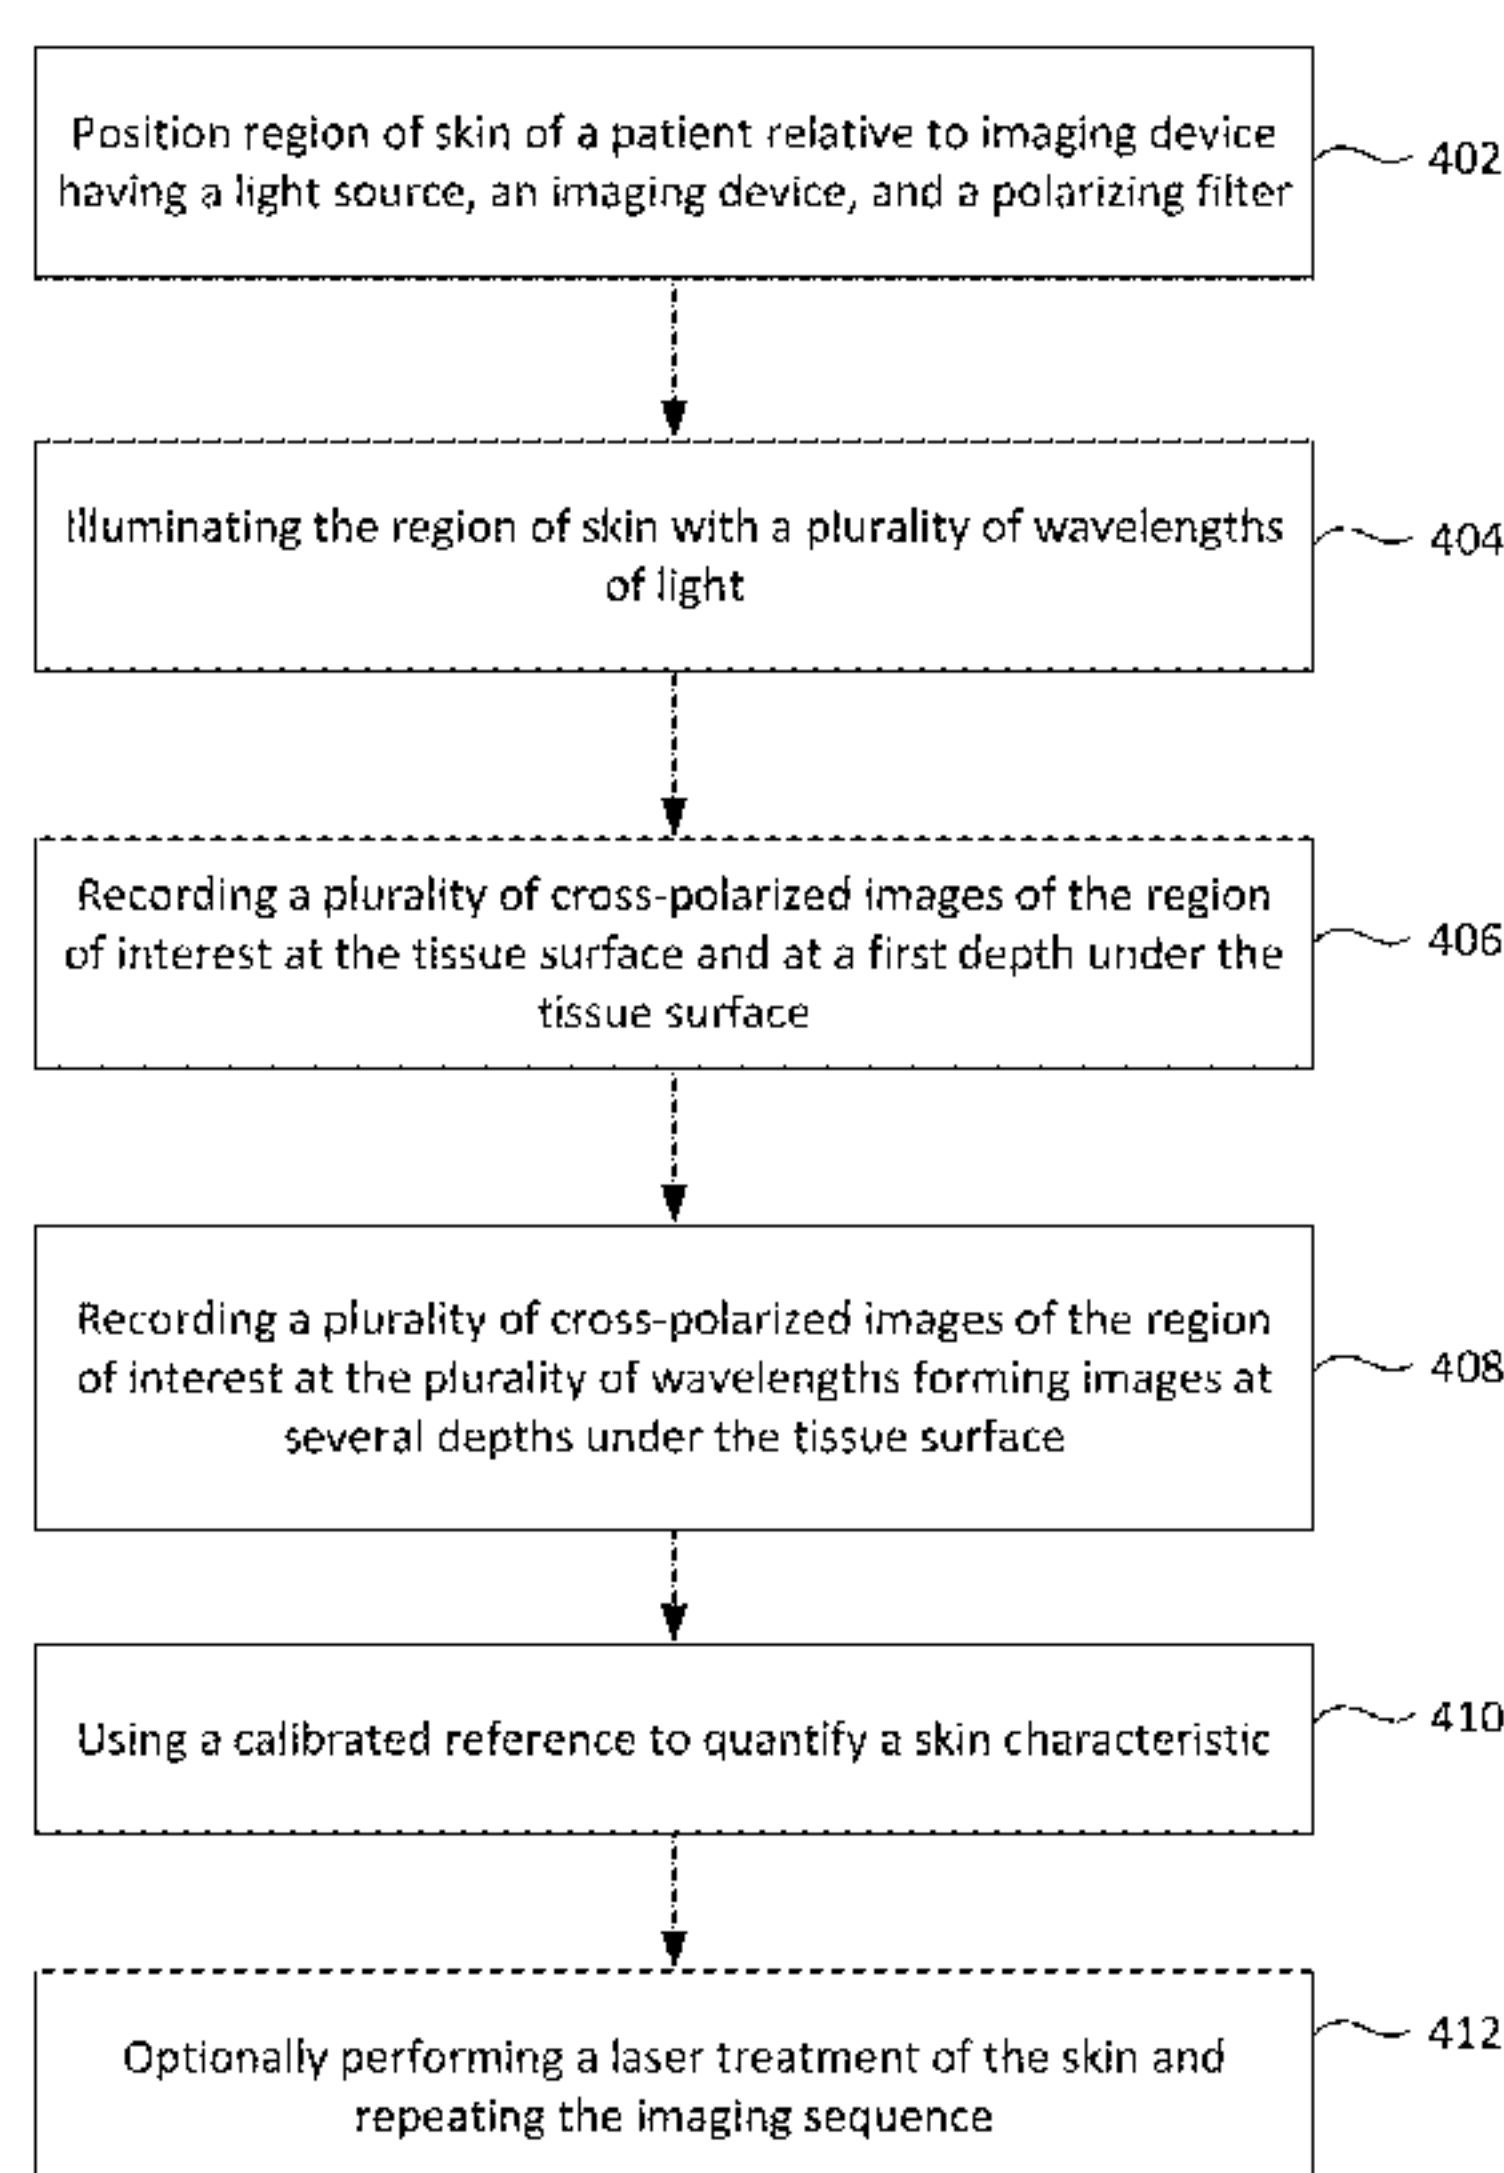 Position region of skin of a patient relative to imaging device
having a light source, an imaging device, and a polarizing filter
402
Illuminating the region of skin with a plurality of wavelengths
of light
404
Recording a plurality of cross-polarized images of the region
of interest at the tissue surface and at a first depth under the
tissue surface
406
Recording a plurality of cross-polarized images of the region
of interest at the plurality of wavelengths forming images at
several depths under the tissue surface
408
Using a calibrated reference to quantify a skin characteristic
410
Optionally performing a laser treatment of the skin and
repeating the imaging sequence
412